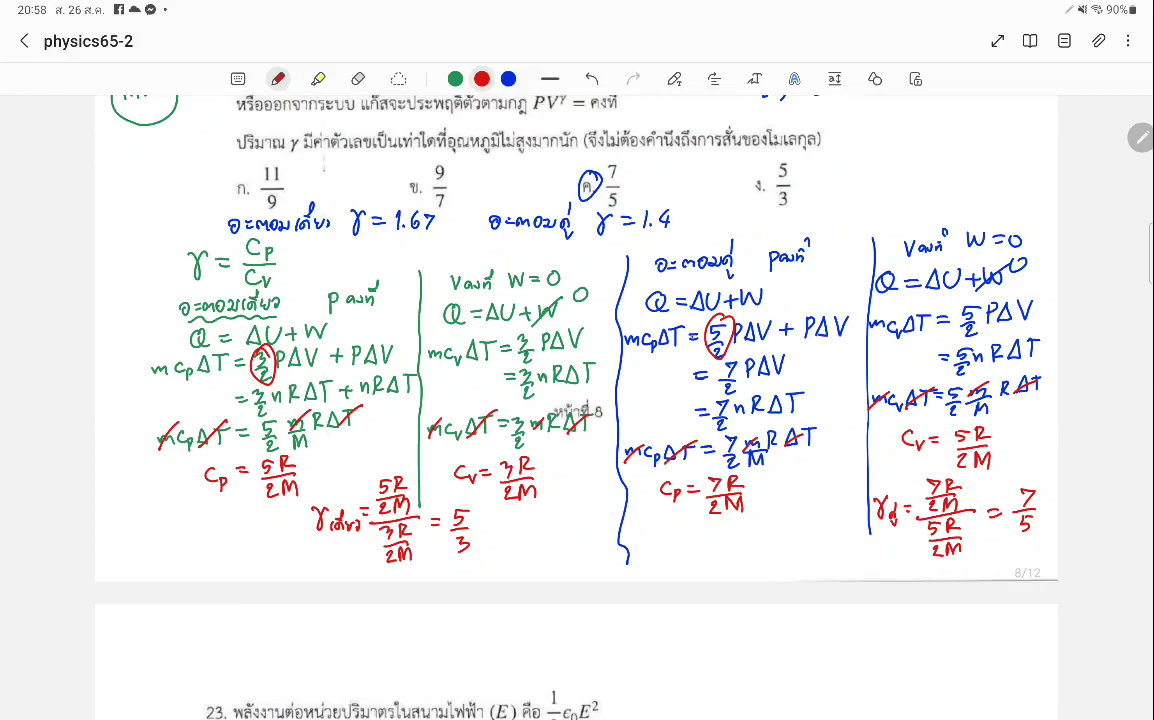 20:58 ส. 26 ส.ค. 90%
physics65-2
หรือออกจากระบบ แก๊สจะประพฤติตัวตามกฎ PV^γ = คงที่
ปริมาณ γ มีค่าตัวเลขเป็นเท่าใดที่อุณหภูมิไม่สูงมากนัก (จึงไม่ต้องคำนึงถึงการสั่นของโมเลกุล)
ก. 11/9 ข. 9/7 ค. 7/5 ง. 5/3
อะตอมเดี่ยว γ = 1.67 อะตอมคู่ γ = 1.4
γ = Cp/Cv
อะตอมเดี่ยว P คงที่
Q = ΔU + W
mcpΔT = 3/2 PΔV + PΔV
= 3/2 nRΔT + nRΔT
mcpΔT = 5/2 m/M RΔT
Cp = 5R/2M
V คงที่ W = 0
Q = ΔU + W 0
mcvΔT = 3/2 PΔV
= 3/2 nRΔT
หน้าที่ 8
mcvΔT = 3/2 mRΔT
Cv = 3R/2M
γเดี่ยว = (5R/2M)/(3R/2M) = 5/3
อะตอมคู่ P คงที่
Q = ΔU + W
mcpΔT = 5/2 PΔV + PΔV
= 7/2 PΔV
= 7/2 nRΔT
mcpΔT = 7/2 m/M RΔT
Cp = 7R/2M
V คงที่ W = 0
Q = ΔU + W 0
mcvΔT = 5/2 PΔV
= 5/2 nRΔT
mcvΔT = 5/2 m/M RΔT
Cv = 5R/2M
γคู่ = (7R/2M)/(5R/2M) = 7/5
8/12
23. พลังงานต่อหน่วยปริมาตรในสนามไฟฟ้า (E) คือ 1/2 ε₀E²